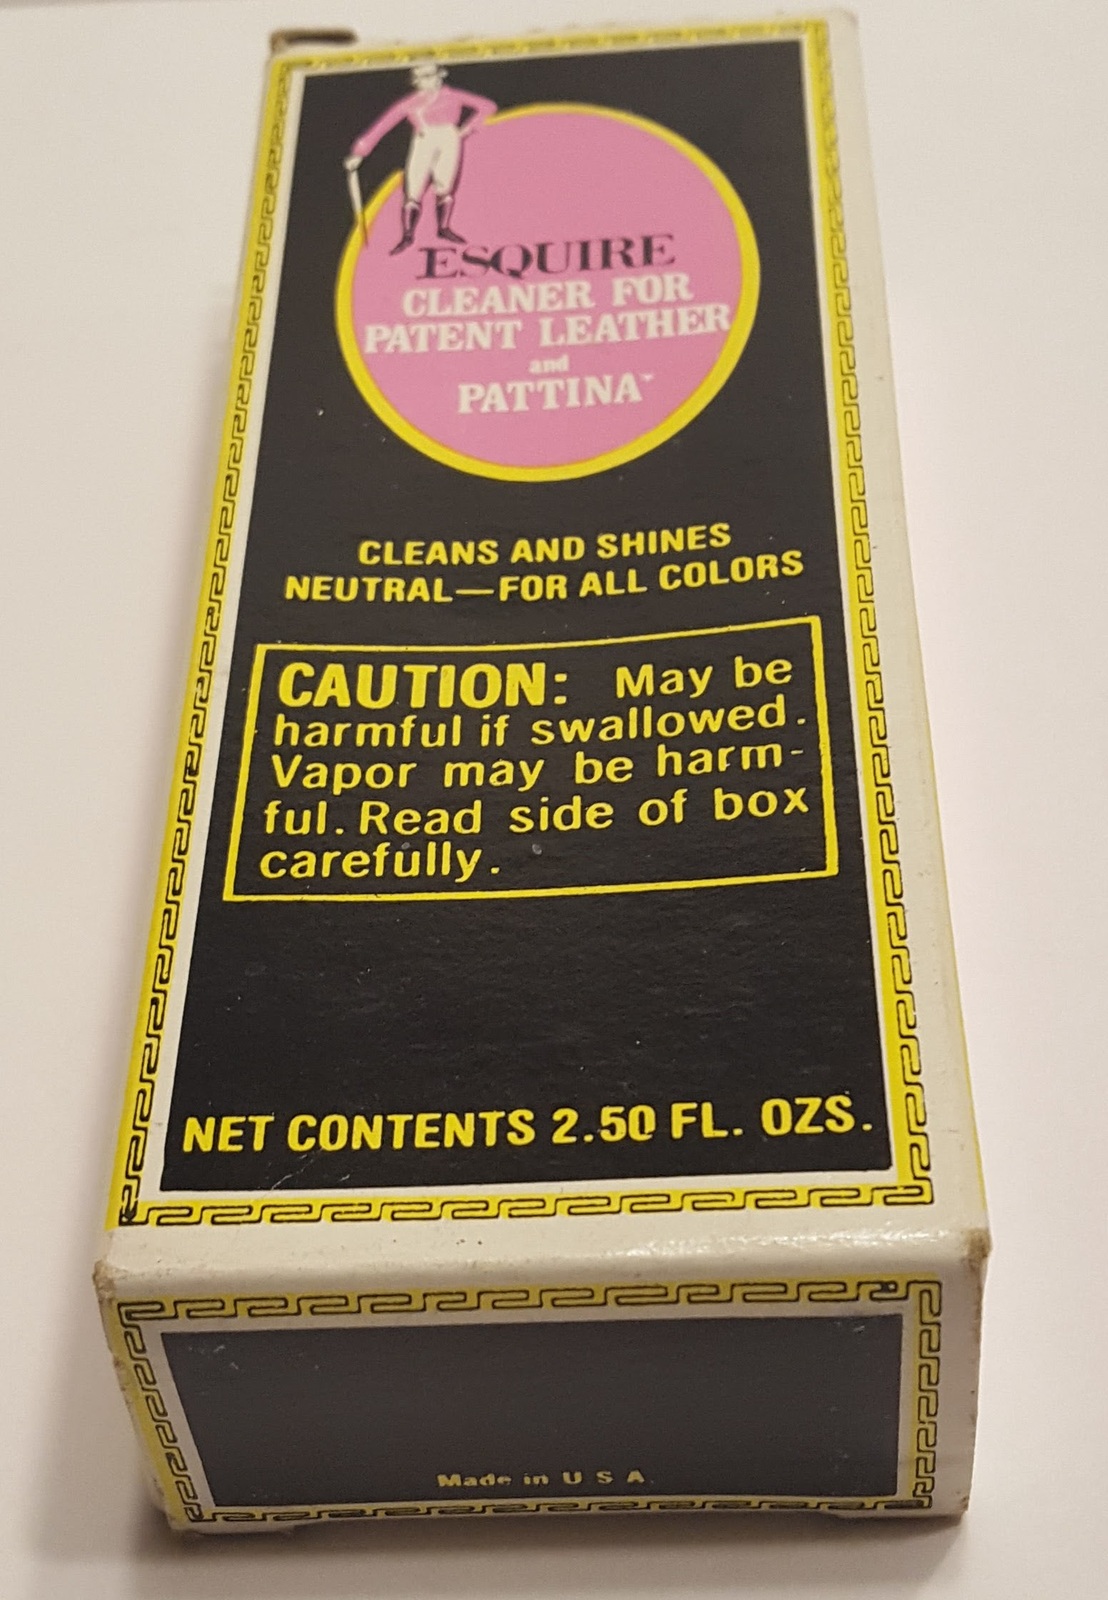 ESQUIRE
CLEANER FOR
PATENT LEATHER
and
PATTINA™
CLEANS AND SHINES
NEUTRAL—FOR ALL COLORS
CAUTION: May be
harmful if swallowed.
Vapor may be harm-
ful. Read side of box
carefully.
NET CONTENTS 2.50 FL. OZS.
Made in U S A